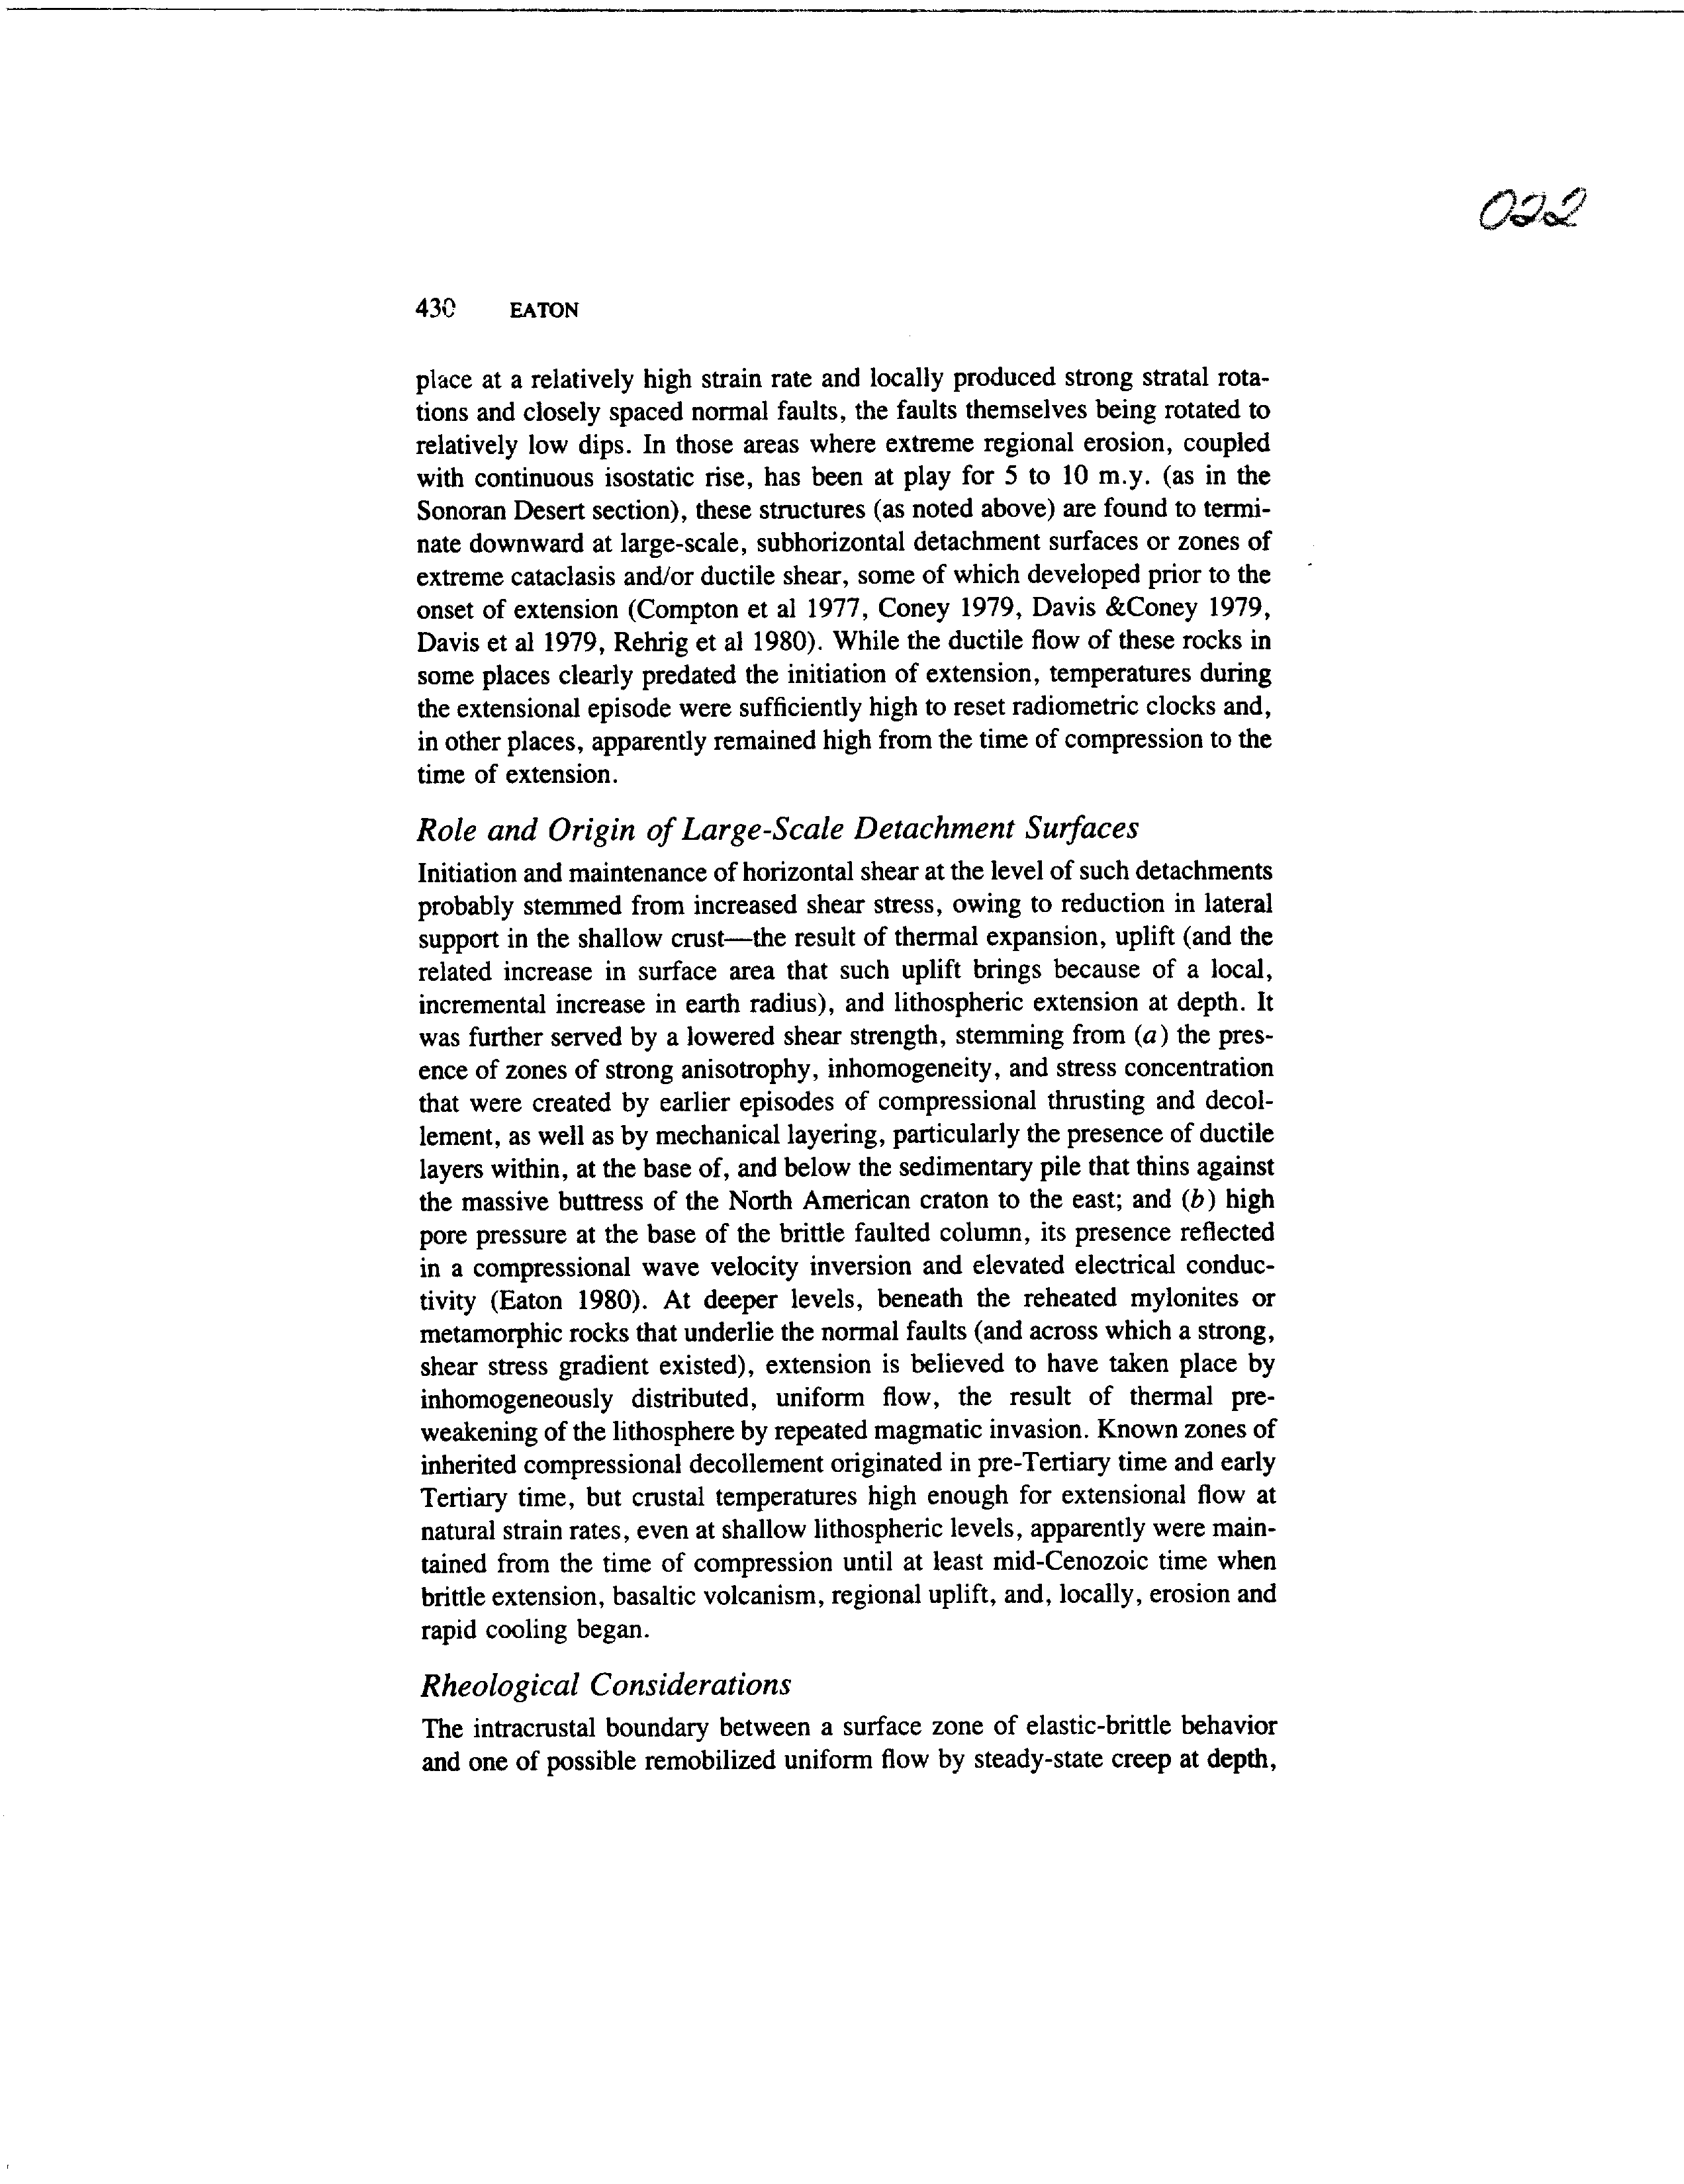 022
430 EATON
place at a relatively high strain rate and locally produced strong stratal rota-
tions and closely spaced normal faults, the faults themselves being rotated to
relatively low dips. In those areas where extreme regional erosion, coupled
with continuous isostatic rise, has been at play for 5 to 10 m.y. (as in the
Sonoran Desert section), these structures (as noted above) are found to termi-
nate downward at large-scale, subhorizontal detachment surfaces or zones of
extreme cataclasis and/or ductile shear, some of which developed prior to the
onset of extension (Compton et al 1977, Coney 1979, Davis &Coney 1979,
Davis et al 1979, Rehrig et al 1980). While the ductile flow of these rocks in
some places clearly predated the initiation of extension, temperatures during
the extensional episode were sufficiently high to reset radiometric clocks and,
in other places, apparently remained high from the time of compression to the
time of extension.
Role and Origin of Large-Scale Detachment Surfaces
Initiation and maintenance of horizontal shear at the level of such detachments
probably stemmed from increased shear stress, owing to reduction in lateral
support in the shallow crust—the result of thermal expansion, uplift (and the
related increase in surface area that such uplift brings because of a local,
incremental increase in earth radius), and lithospheric extension at depth. It
was further served by a lowered shear strength, stemming from (a) the pres-
ence of zones of strong anisotrophy, inhomogeneity, and stress concentration
that were created by earlier episodes of compressional thrusting and decol-
lement, as well as by mechanical layering, particularly the presence of ductile
layers within, at the base of, and below the sedimentary pile that thins against
the massive buttress of the North American craton to the east; and (b) high
pore pressure at the base of the brittle faulted column, its presence reflected
in a compressional wave velocity inversion and elevated electrical conduc-
tivity (Eaton 1980). At deeper levels, beneath the reheated mylonites or
metamorphic rocks that underlie the normal faults (and across which a strong,
shear stress gradient existed), extension is believed to have taken place by
inhomogeneously distributed, uniform flow, the result of thermal pre-
weakening of the lithosphere by repeated magmatic invasion. Known zones of
inherited compressional decollement originated in pre-Tertiary time and early
Tertiary time, but crustal temperatures high enough for extensional flow at
natural strain rates, even at shallow lithospheric levels, apparently were main-
tained from the time of compression until at least mid-Cenozoic time when
brittle extension, basaltic volcanism, regional uplift, and, locally, erosion and
rapid cooling began.
Rheological Considerations
The intracrustal boundary between a surface zone of elastic-brittle behavior
and one of possible remobilized uniform flow by steady-state creep at depth,